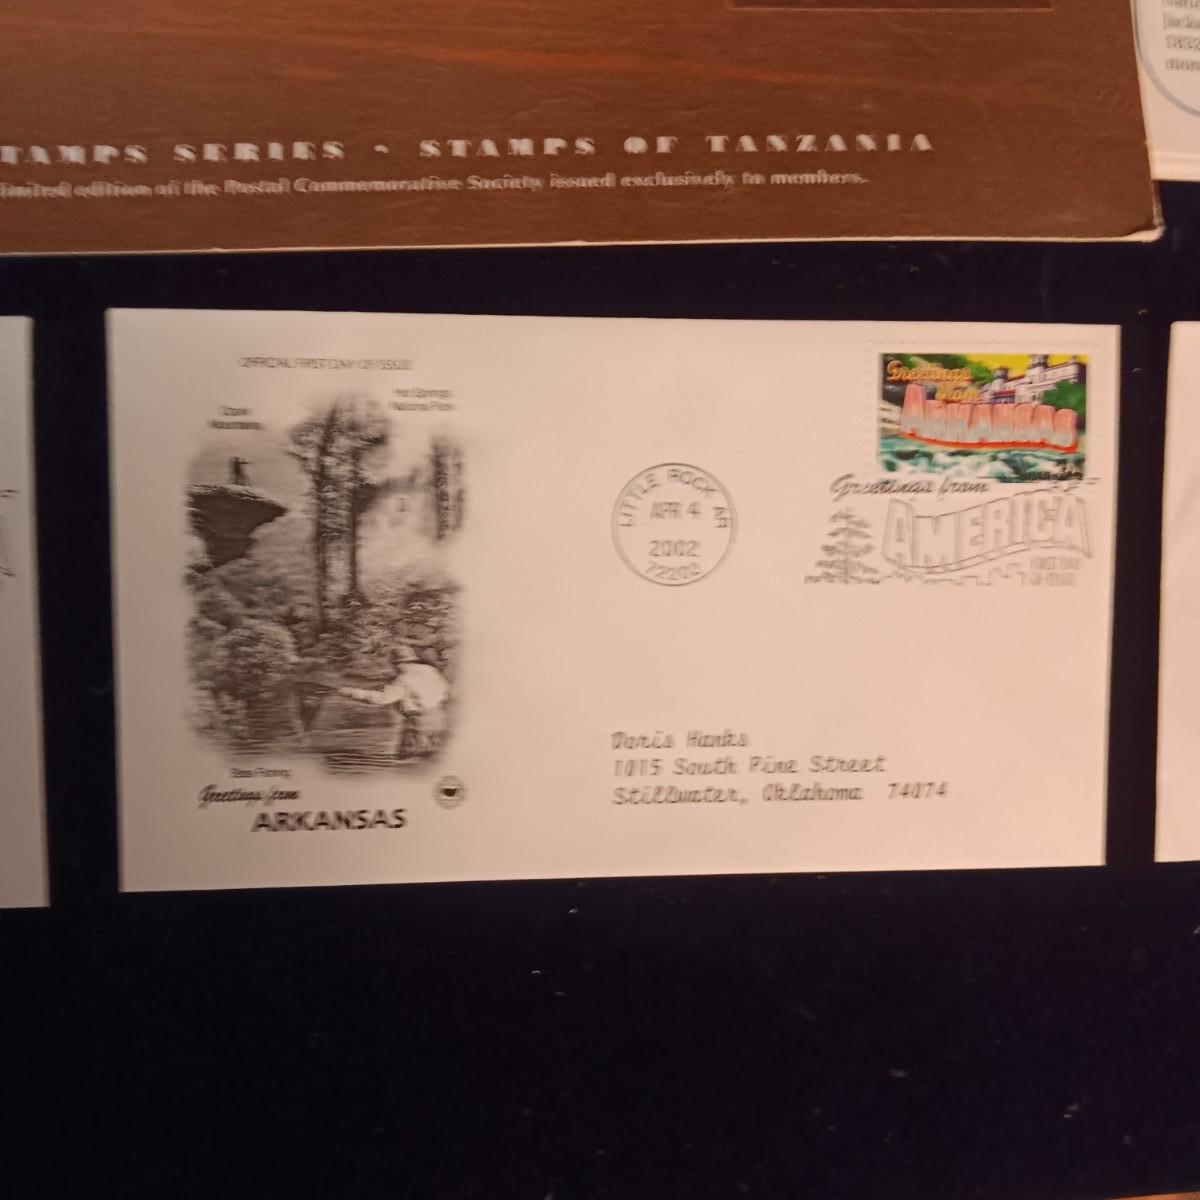 TAMPS SERIES · STAMPS OF TANZANIA
limited edition of the Postal Commemorative Society issued exclusively to members.
1832
OFFICIAL FIRST DAY OF ISSUE
Hot Springs
National Park
Ozark
Mountains
Greetings
from
ARKANSAS
LITTLE ROCK AR
APR 4
2002
72202
Greetings from
AMERICA
FIRST DAY
OF ISSUE
Doris Hanks
1015 South Pine Street
Stillwater, Oklahoma 74074
Bass Fishing
Greetings from
ARKANSAS